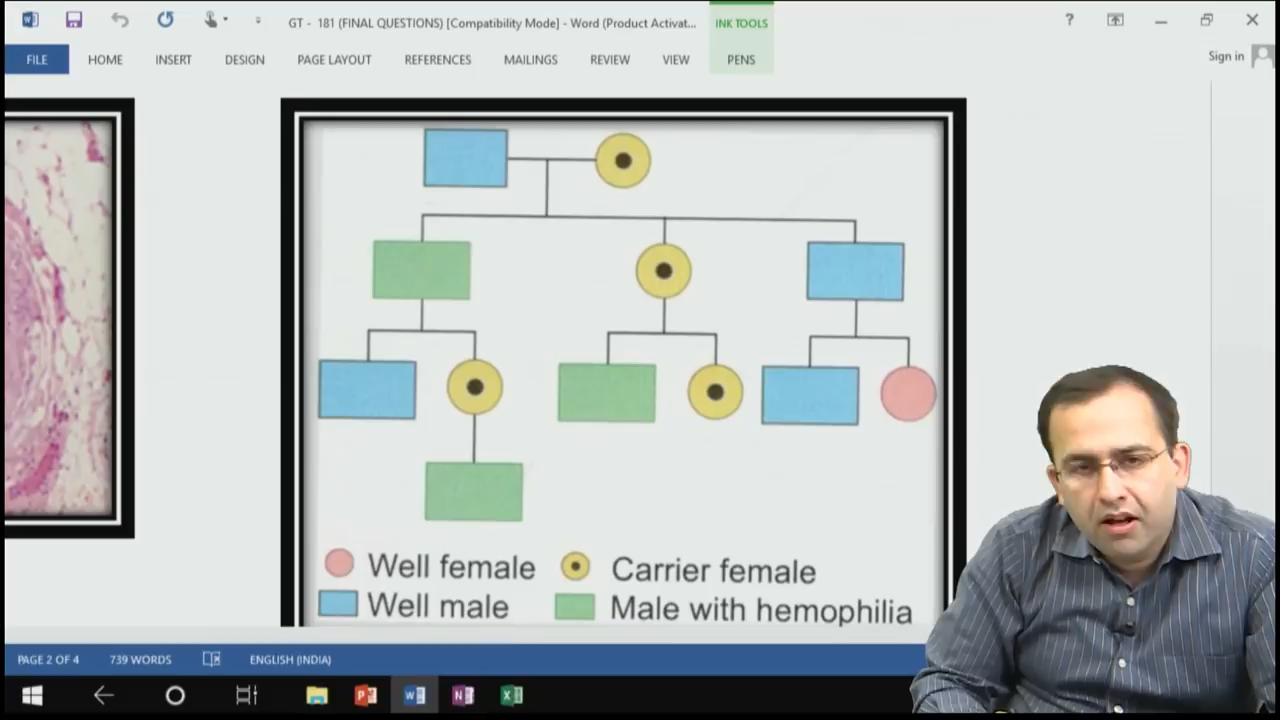 GT - 181 (FINAL QUESTIONS) [Compatibility Mode] - Word (Product Activat...
INK TOOLS
?
FILE
HOME
INSERT
DESIGN
PAGE LAYOUT
REFERENCES
MAILINGS
REVIEW
VIEW
PENS
Sign in
Well female
Carrier female
Well male
Male with hemophilia
PAGE 2 OF 4
739 WORDS
ENGLISH (INDIA)